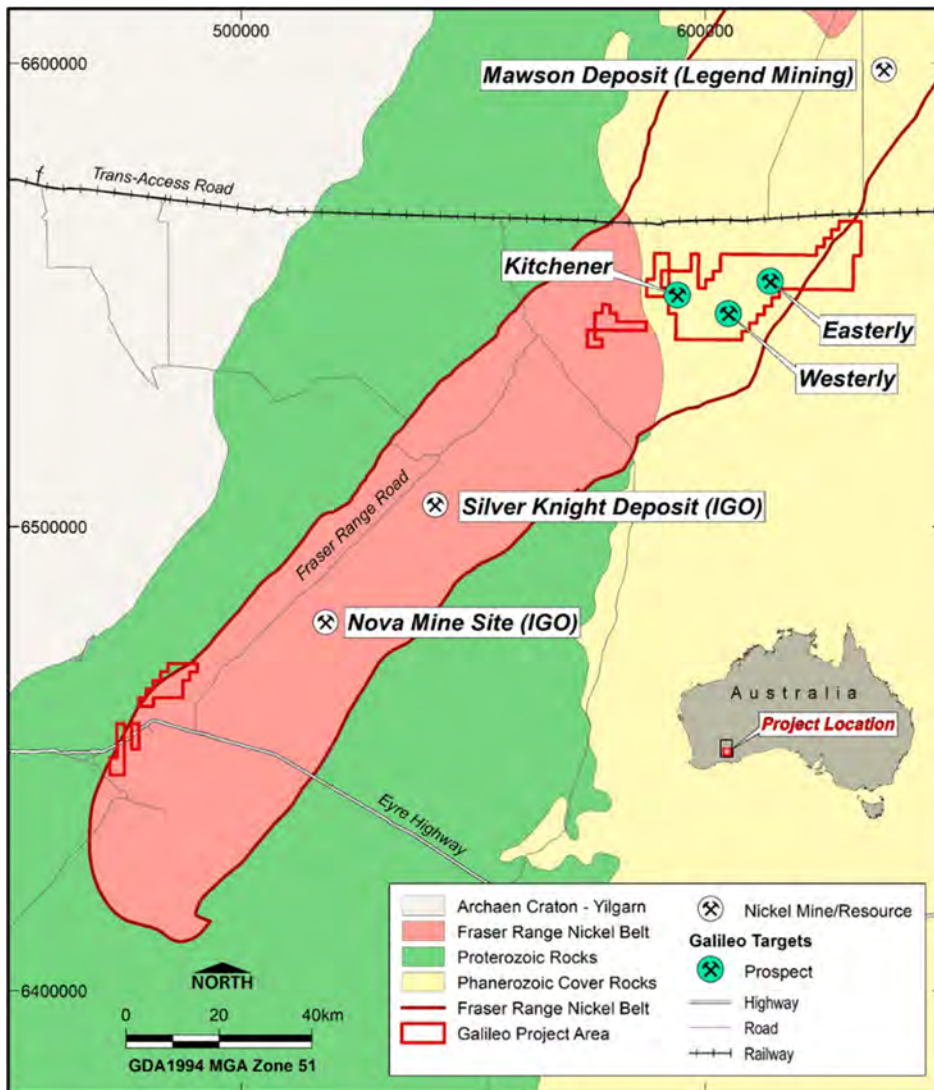 5000000
600000
6600000
Mawson Deposit (Legend Mining)
Trans-Access Road
Kitchener
Easterly
Westerly
Fraser Range Road
6500000
Silver Knight Deposit (IGO)
Nova Mine Site (IGO)
Australia
Project Location
Eyre Highway
Archaen Craton - Yilgarn
Fraser Range Nickel Belt
Proterozoic Rocks
Phanerozoic Cover Rocks
Fraser Range Nickel Belt
Galileo Project Area
Nickel Mine/Resource
Galileo Targets
Prospect
Highway
Road
Railway
6400000
NORTH
0 20 40km
GDA1994 MGA Zone 51